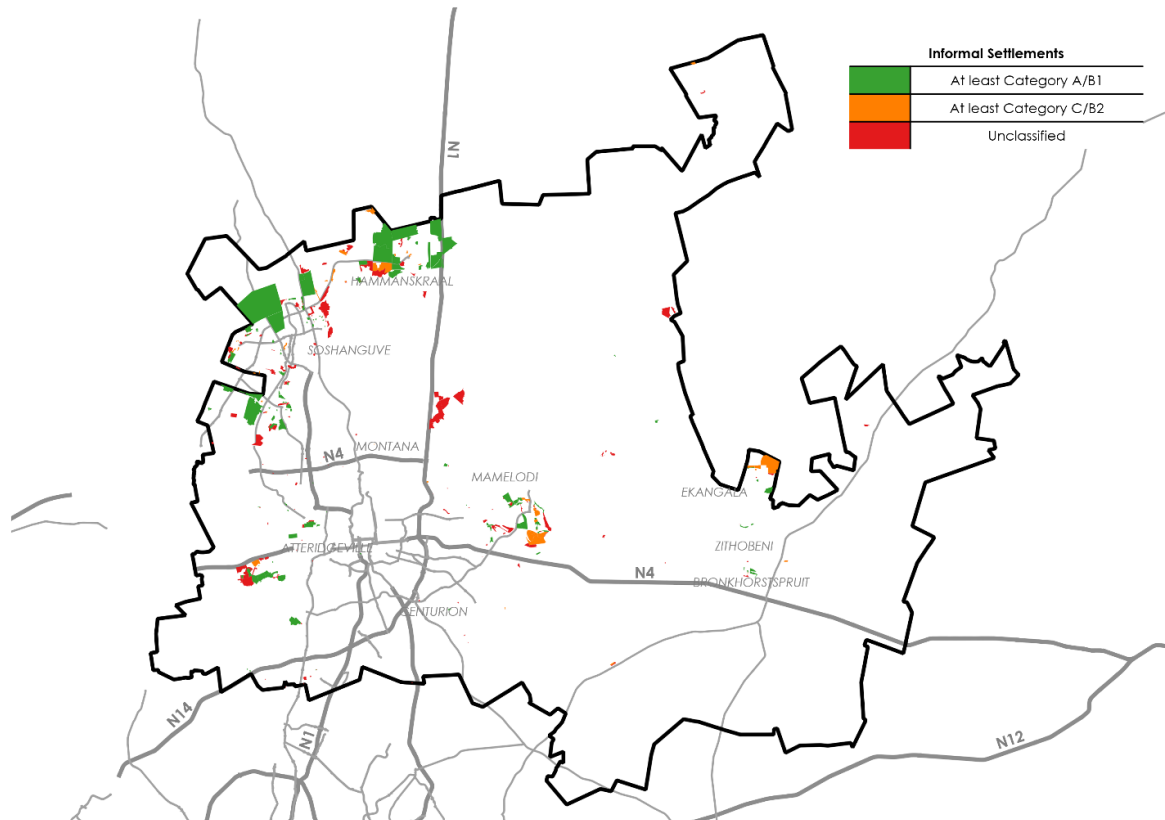 Informal Settlements
At least Category A/B1
At least Category C/B2
Unclassified
N1
HAMMANSKRAAL
SOSHANGUVE
MONTANA
N4
MAMELODI
EKANGALA
ATTERIDGEVILLE
ZITHOBENI
N4
BRONKHORSTSPRUIT
CENTURION
N14
N1
N12